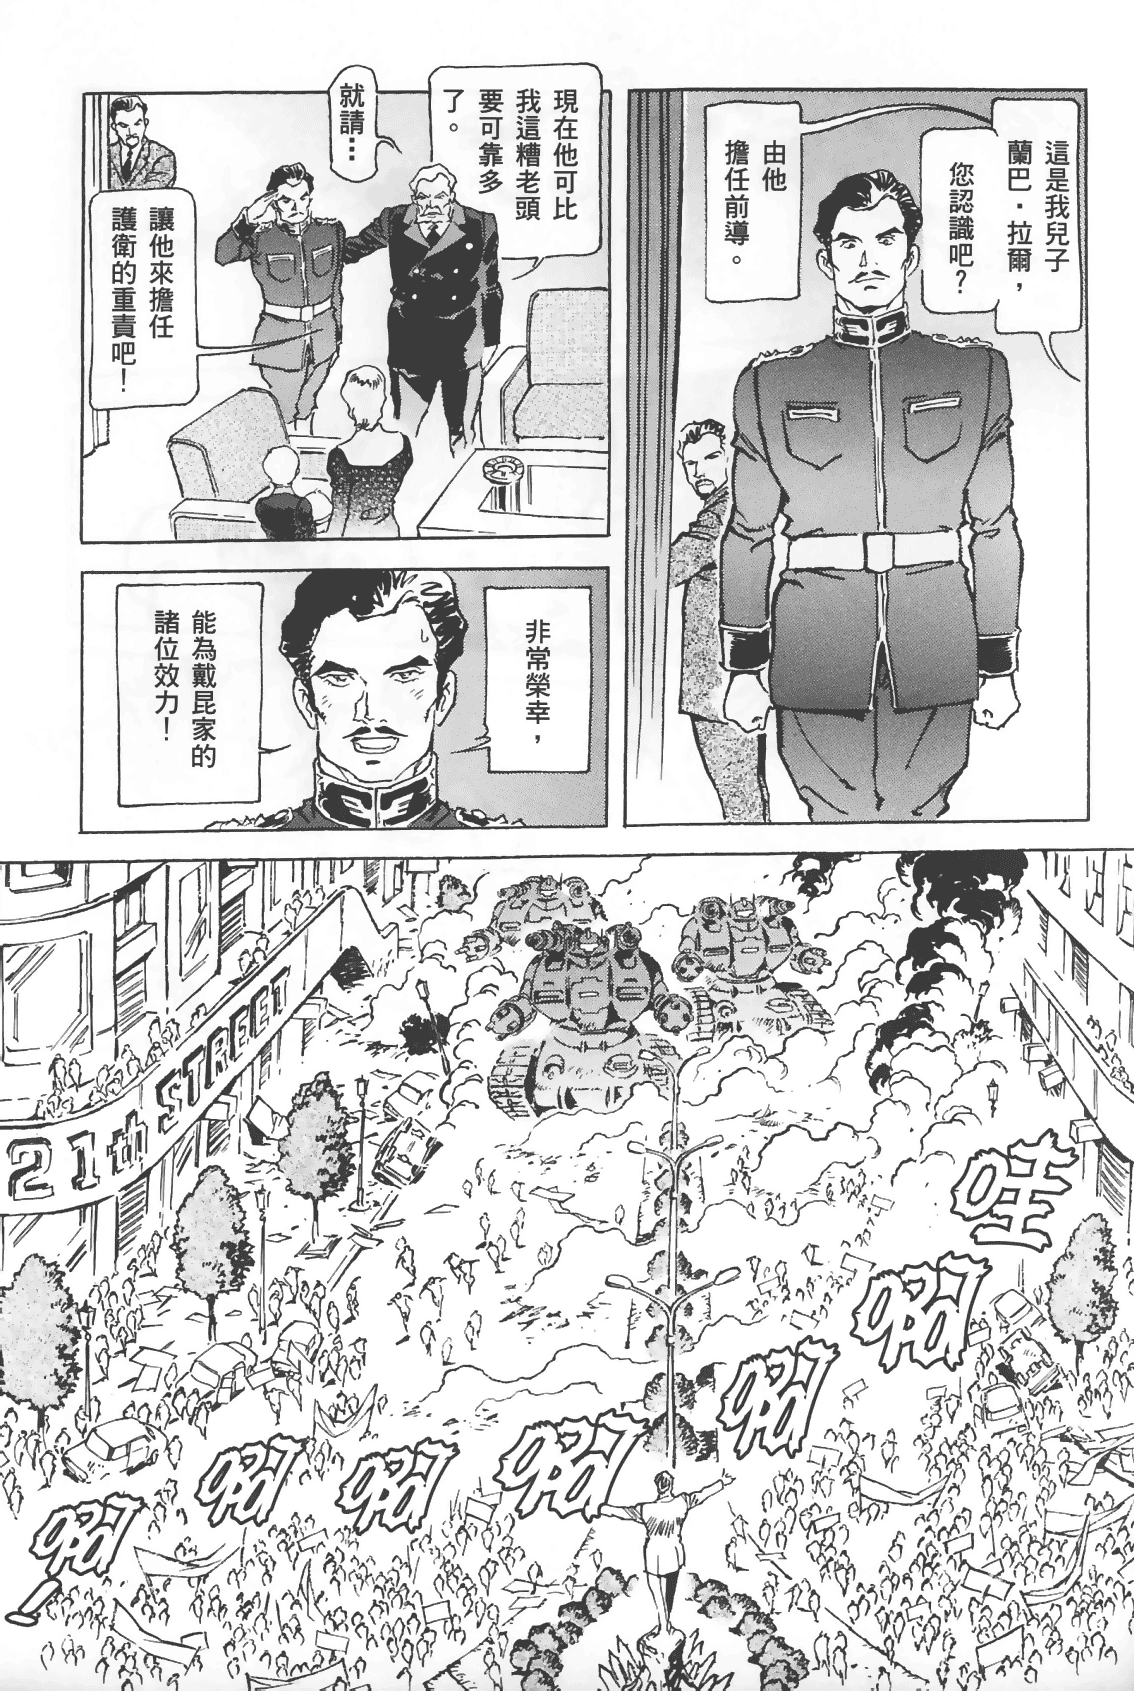 這是我兒子
蘭巴・拉爾，
您認識吧？
由他
擔任前導。
現在他可比
我這糟老頭
要可靠多
了。
就請…
讓他來擔任
護衛的重責吧！
非常榮幸，
能為戴昆家的
諸位效力！
21th STREET
哇
啊
啊
啊
啊
啊
啊
啊！